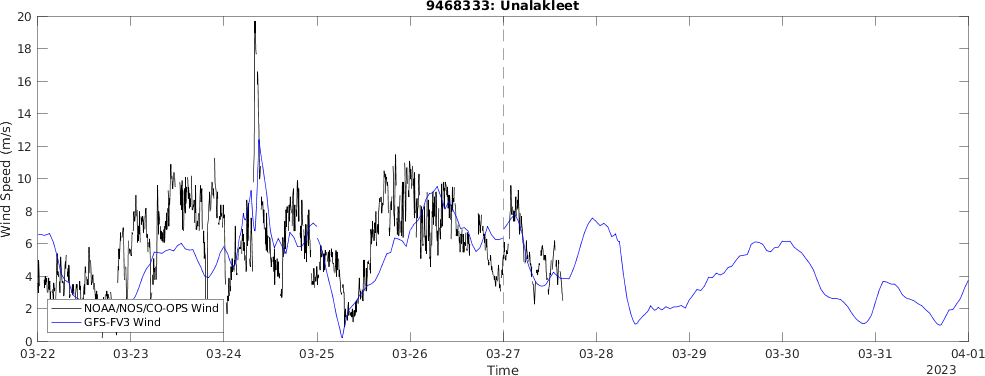 9468333: Unalakleet
20
18
16
14
12
10
8
6
4
2
0
Wind Speed (m/s)
NOAA/NOS/CO-OPS Wind
GFS-FV3 Wind
03-22 03-23 03-24 03-25 03-26 03-27 03-28 03-29 03-30 03-31 04-01
Time
2023